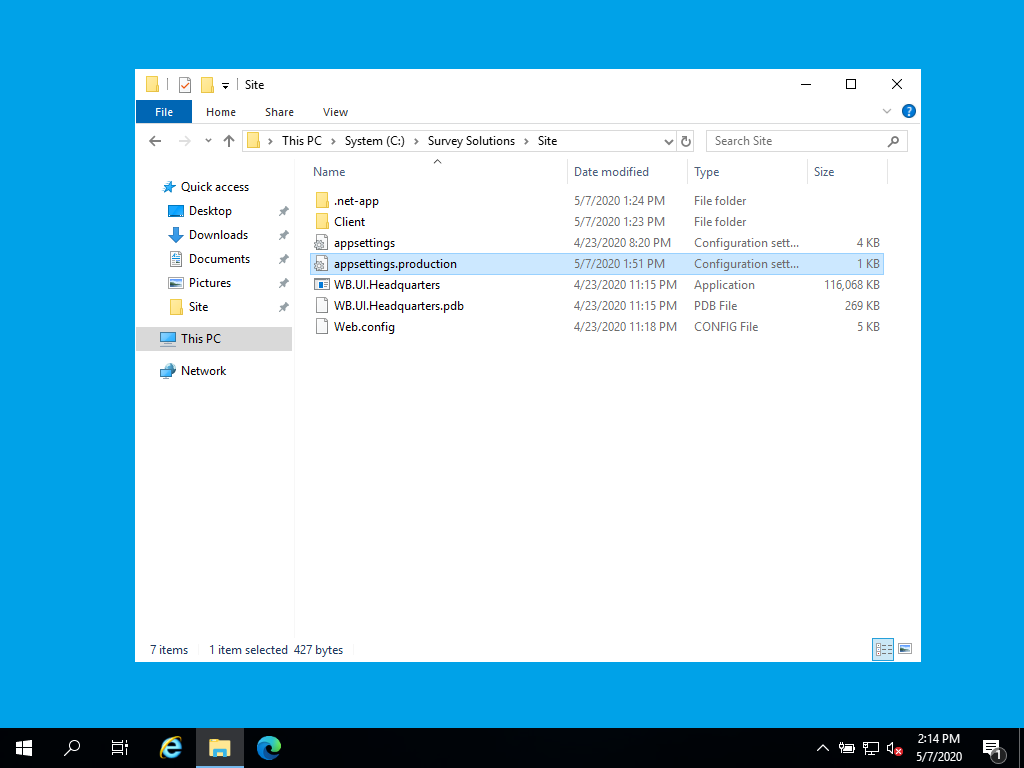 Site
File Home Share View
This PC System (C:) Survey Solutions Site Search Site
Name Date modified Type Size
Quick access
Desktop
Downloads
Documents
Pictures
Site
This PC
Network
.net-app 5/7/2020 1:24 PM File folder
Client 5/7/2020 1:23 PM File folder
appsettings 4/23/2020 8:20 PM Configuration sett... 4 KB
appsettings.production 5/7/2020 1:51 PM Configuration sett... 1 KB
WB.UI.Headquarters 4/23/2020 11:15 PM Application 116,068 KB
WB.UI.Headquarters.pdb 4/23/2020 11:15 PM PDB File 269 KB
Web.config 4/23/2020 11:18 PM CONFIG File 5 KB
7 items 1 item selected 427 bytes
2:14 PM
5/7/2020
1